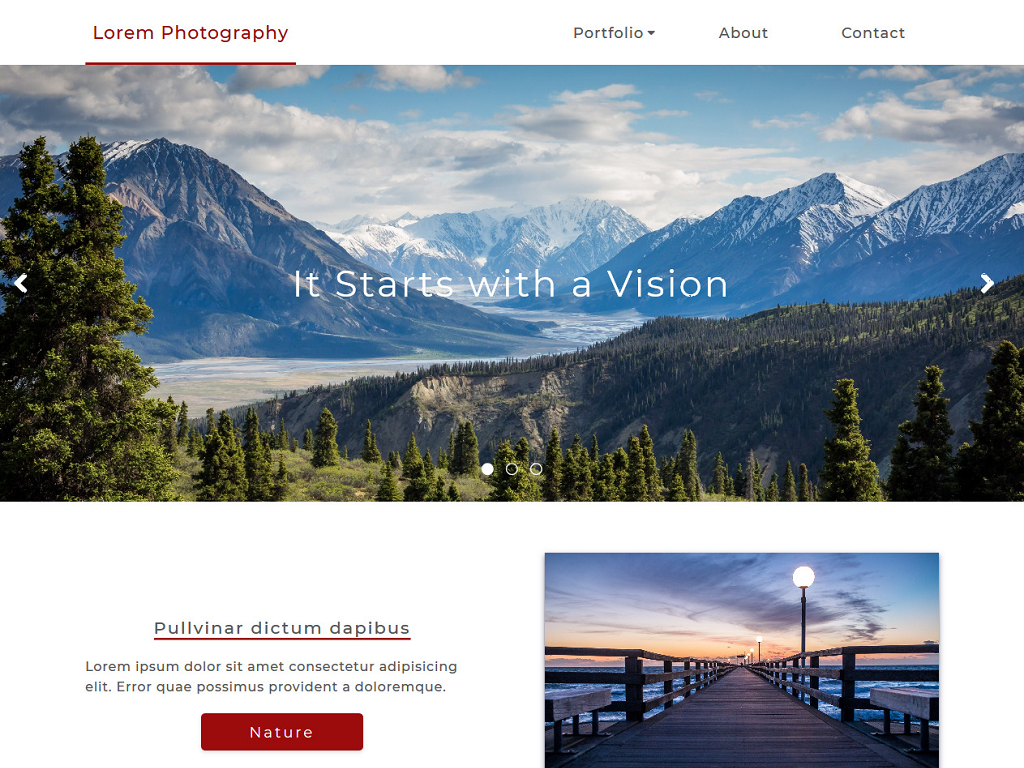 Lorem Photography
Portfolio
About
Contact
It Starts with a Vision
Pullvinar dictum dapibus
Lorem ipsum dolor sit amet consectetur adipisicing
elit. Error quae possimus provident a doloremque.
Nature